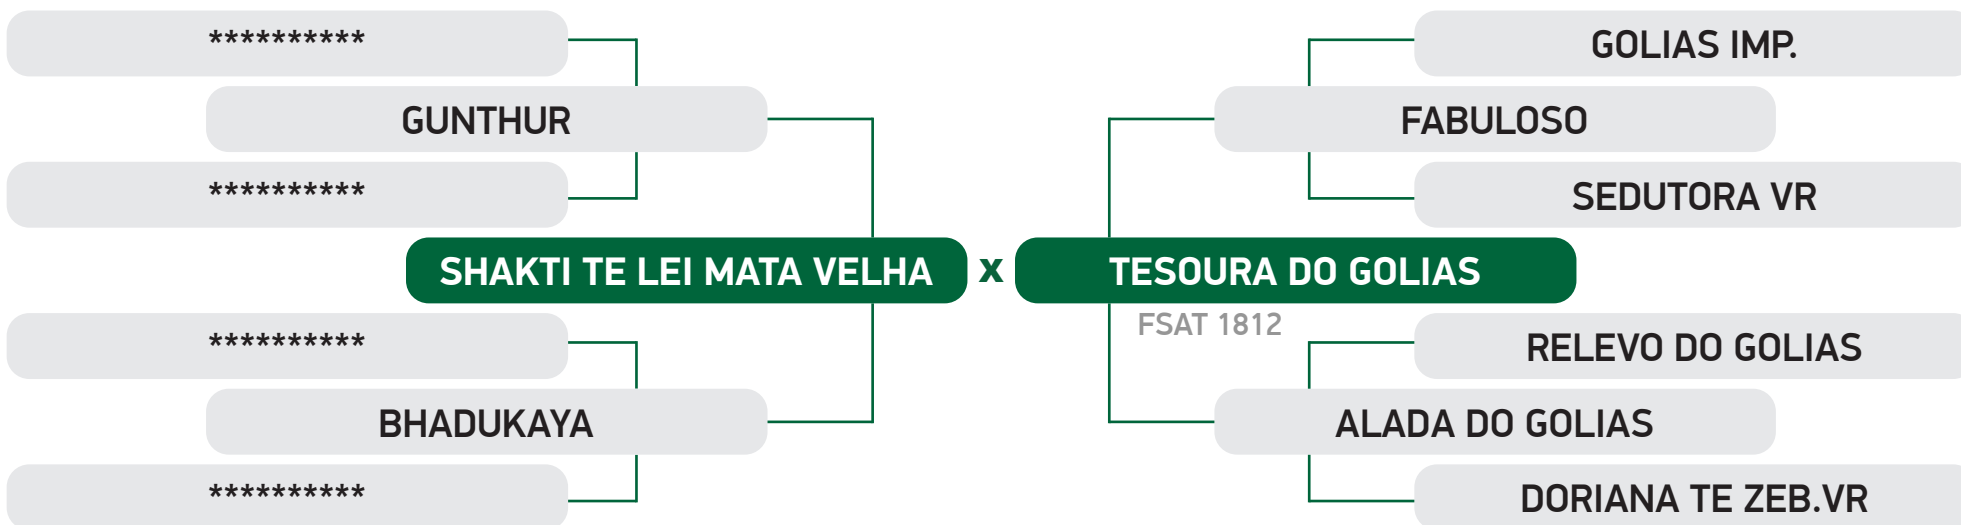 **********
GOLIAS IMP.
GUNTHUR
FABULOSO
**********
SEDUTORA VR
SHAKTI TE LEI MATA VELHA x TESOURA DO GOLIAS
FSAT 1812
**********
RELEVO DO GOLIAS
BHADUKAYA
ALADA DO GOLIAS
**********
DORIANA TE ZEB.VR